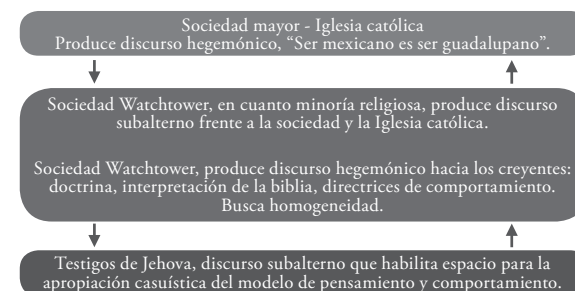 Sociedad mayor - Iglesia católica
Produce discurso hegemónico, “Ser mexicano es ser guadalupano”.
Sociedad Watchtower, en cuanto minoría religiosa, produce discurso
subalterno frente a la sociedad y la Iglesia católica.
Sociedad Watchtower, produce discurso hegemónico hacia los creyentes:
doctrina, interpretación de la biblia, directrices de comportamiento.
Busca homogeneidad.
Testigos de Jehova, discurso subalterno que habilita espacio para la
apropiación casuística del modelo de pensamiento y comportamiento.